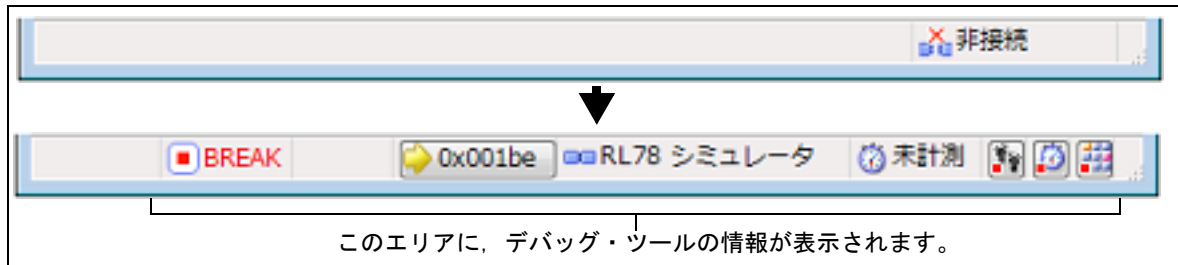 非接続
BREAK 0x001be RL78 シミュレータ 未計測
このエリアに，デバッグ・ツールの情報が表示されます。